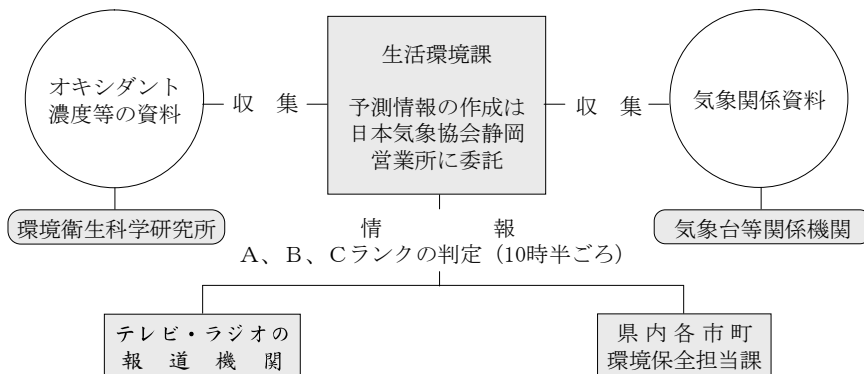 オキシダント
濃度等の資料
収 集
生活環境課
予測情報の作成は
日本気象協会静岡
営業所に委託
収 集
気象関係資料
環境衛生科学研究所
気象台等関係機関
情 報
A、B、Cランクの判定（10時半ごろ）
テレビ・ラジオの
報 道 機 関
県 内 各 市 町
環境保全担当課